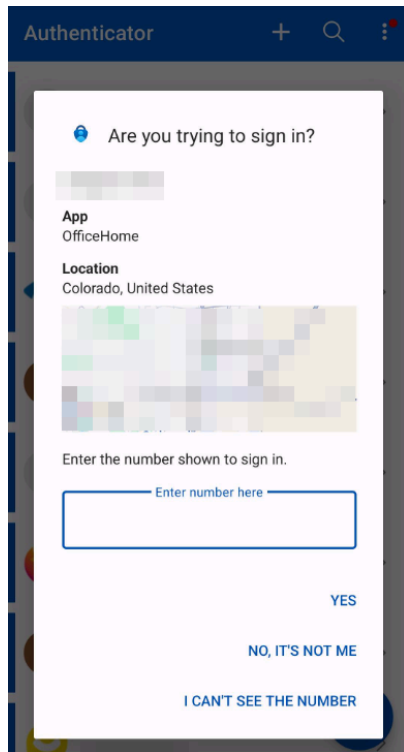 Authenticator
Are you trying to sign in?
App
OfficeHome
Location
Colorado, United States
Enter the number shown to sign in.
Enter number here
YES
NO, IT'S NOT ME
I CAN'T SEE THE NUMBER